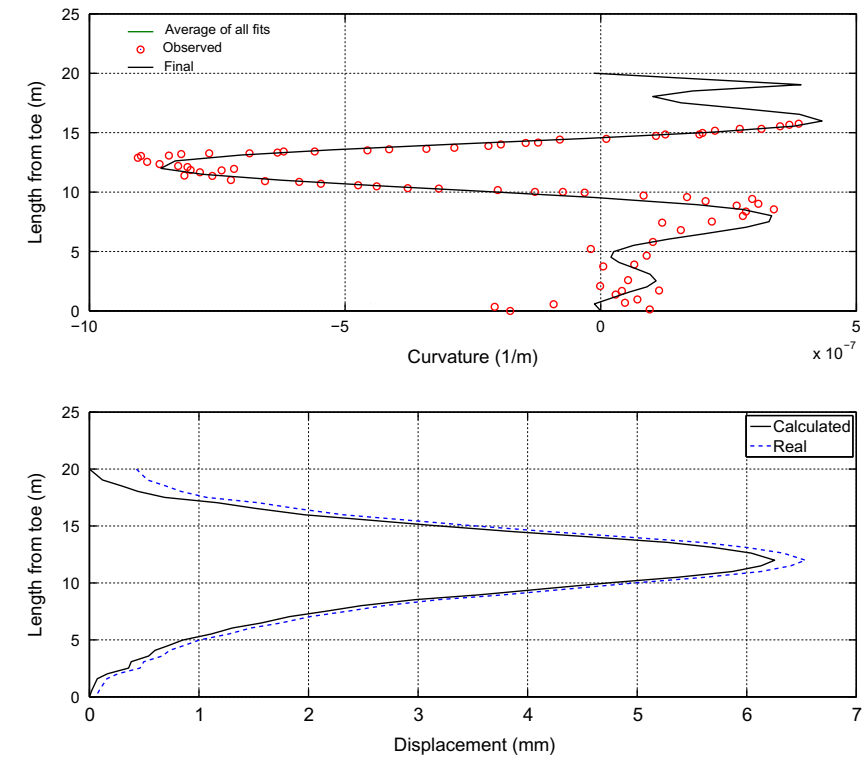 25
20
15
10
5
0
Length from toe (m)
Average of all fits
Observed
Final
−10
−5
0
5
x 10−7
Curvature (1/m)
25
20
15
10
5
0
Length from toe (m)
Calculated
Real
0
1
2
3
4
5
6
7
Displacement (mm)